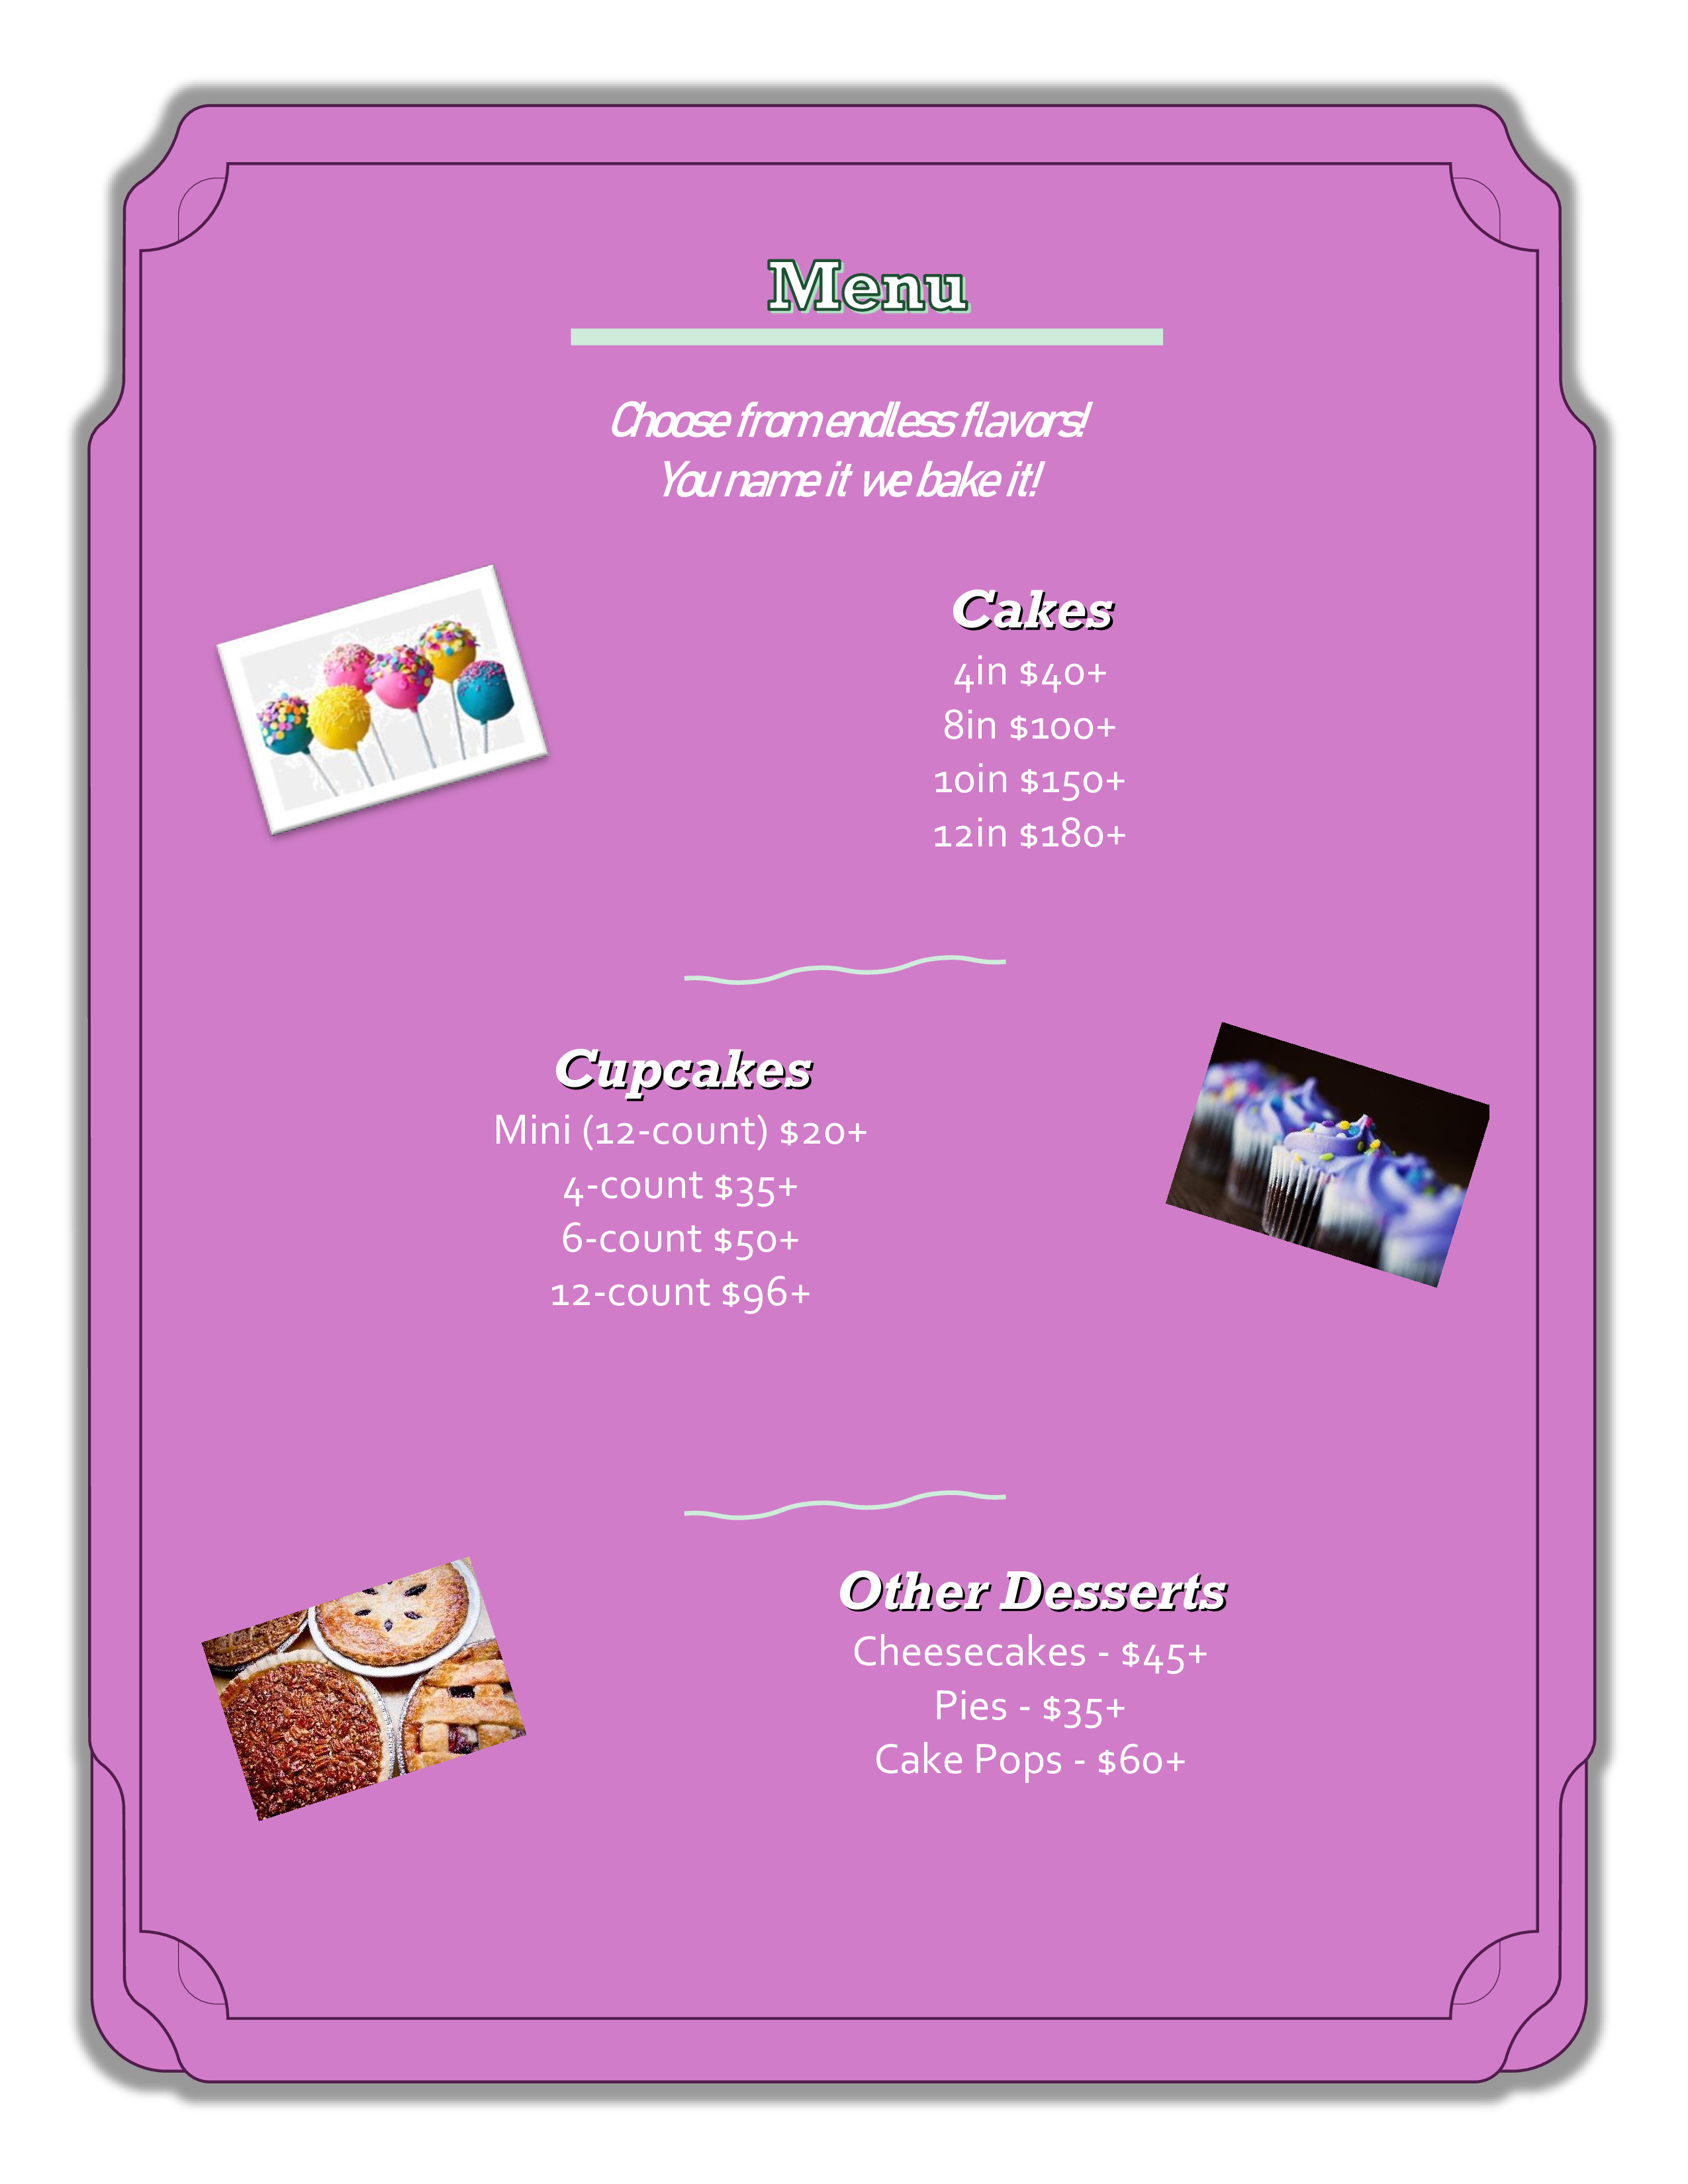 Menu
Choose from endless flavors!
You name it we bake it!
Cakes
4in $40+
8in $100+
10in $150+
12in $180+
Cupcakes
Mini (12-count) $20+
4-count $35+
6-count $50+
12-count $96+
Other Desserts
Cheesecakes - $45+
Pies - $35+
Cake Pops - $60+